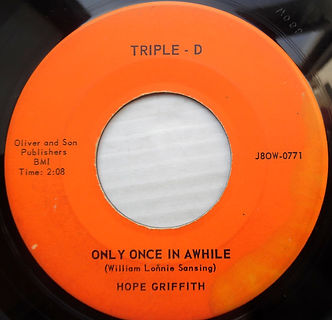 TRIPLE - D
Oliver and Son
Publishers
BMI
Time: 2:08
J8OW-0771
ONLY ONCE IN AWHILE
(William Loñnie Sansing)
HOPE GRIFFITH